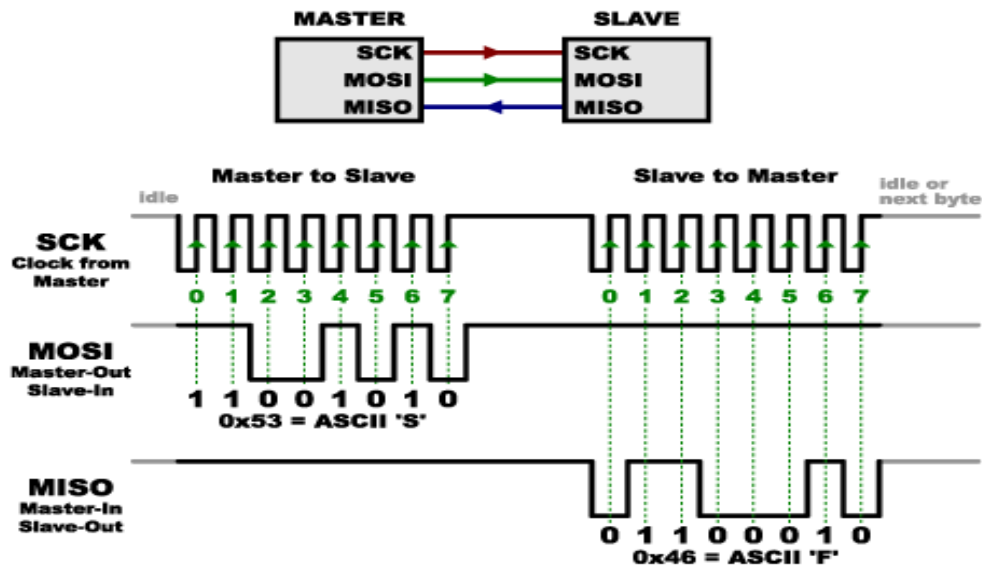 MASTER SLAVE
SCK SCK
MOSI MOSI
MISO MISO
Master to Slave Slave to Master
idle
idle or
next byte
SCK
Clock from
Master
0 1 2 3 4 5 6 7 0 1 2 3 4 5 6 7
MOSI
Master-Out
Slave-In
1 1 0 0 1 0 1 0
0x53 = ASCII 'S'
MISO
Master-In
Slave-Out
0 1 1 0 0 0 1 0
0x46 = ASCII 'F'